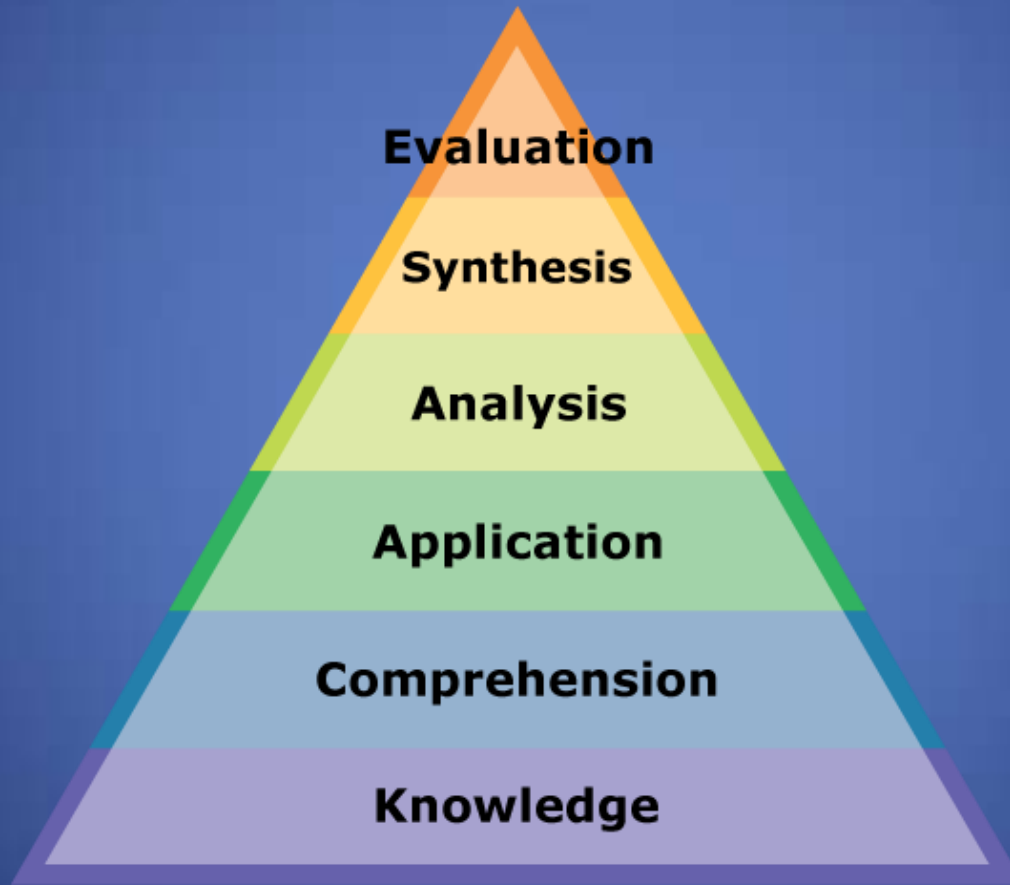 Evaluation
Synthesis
Analysis
Application
Comprehension
Knowledge